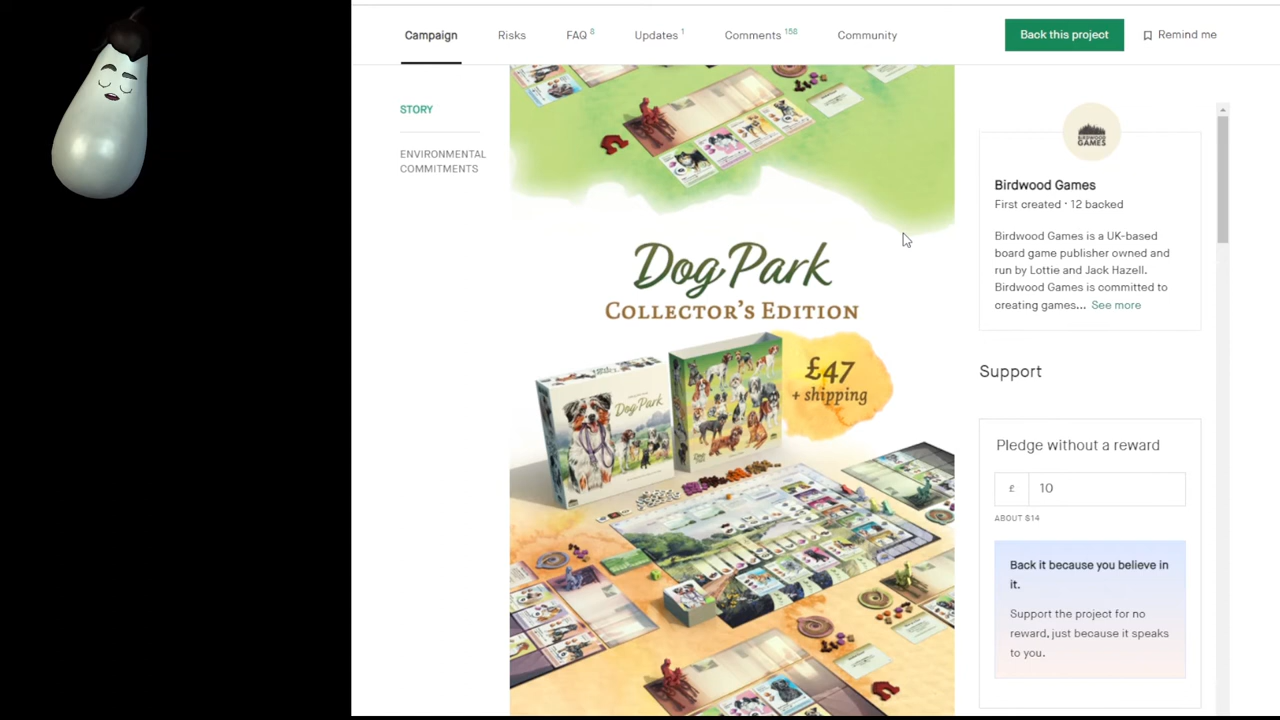 Campaign
Risks
FAQ 8
Updates 1
Comments 158
Community
Back this project
Remind me
STORY
ENVIRONMENTAL
COMMITMENTS
Dog Park
COLLECTOR'S EDITION
£47
+ shipping
Dog Park
BIRDWOOD
GAMES
Birdwood Games
First created · 12 backed
Birdwood Games is a UK-based
board game publisher owned and
run by Lottie and Jack Hazell.
Birdwood Games is committed to
creating games... See more
Support
Pledge without a reward
£ 10
ABOUT $14
Back it because you believe in
it.
Support the project for no
reward, just because it speaks
to you.